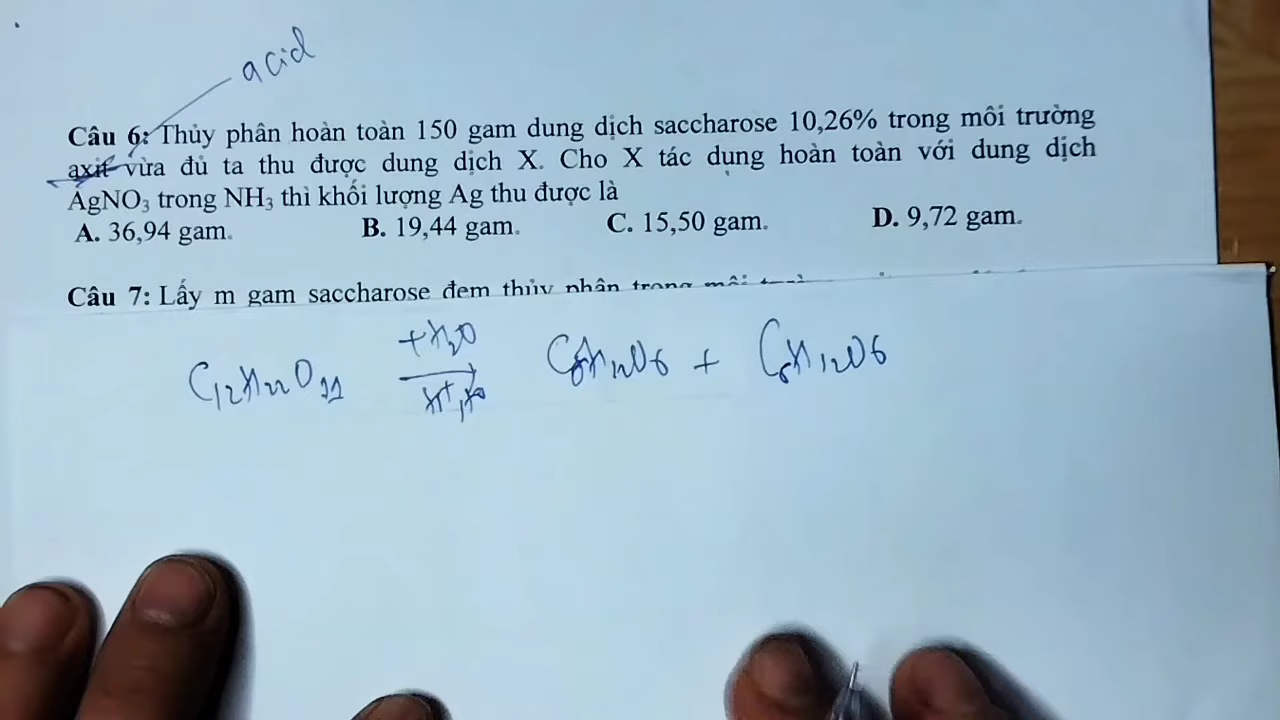 acid
Câu 6: Thủy phân hoàn toàn 150 gam dung dịch saccharose 10,26% trong môi trường
axit vừa đủ ta thu được dung dịch X. Cho X tác dụng hoàn toàn với dung dịch
AgNO₃ trong NH₃ thì khối lượng Ag thu được là
A. 36,94 gam. B. 19,44 gam. C. 15,50 gam. D. 9,72 gam.
Câu 7: Lấy m gam saccharose đem thủy phân trong môi
+H₂O
C₁₂H₂₂O₁₁ → C₆H₁₂O₆ + C₆H₁₂O₆
H⁺, t⁰